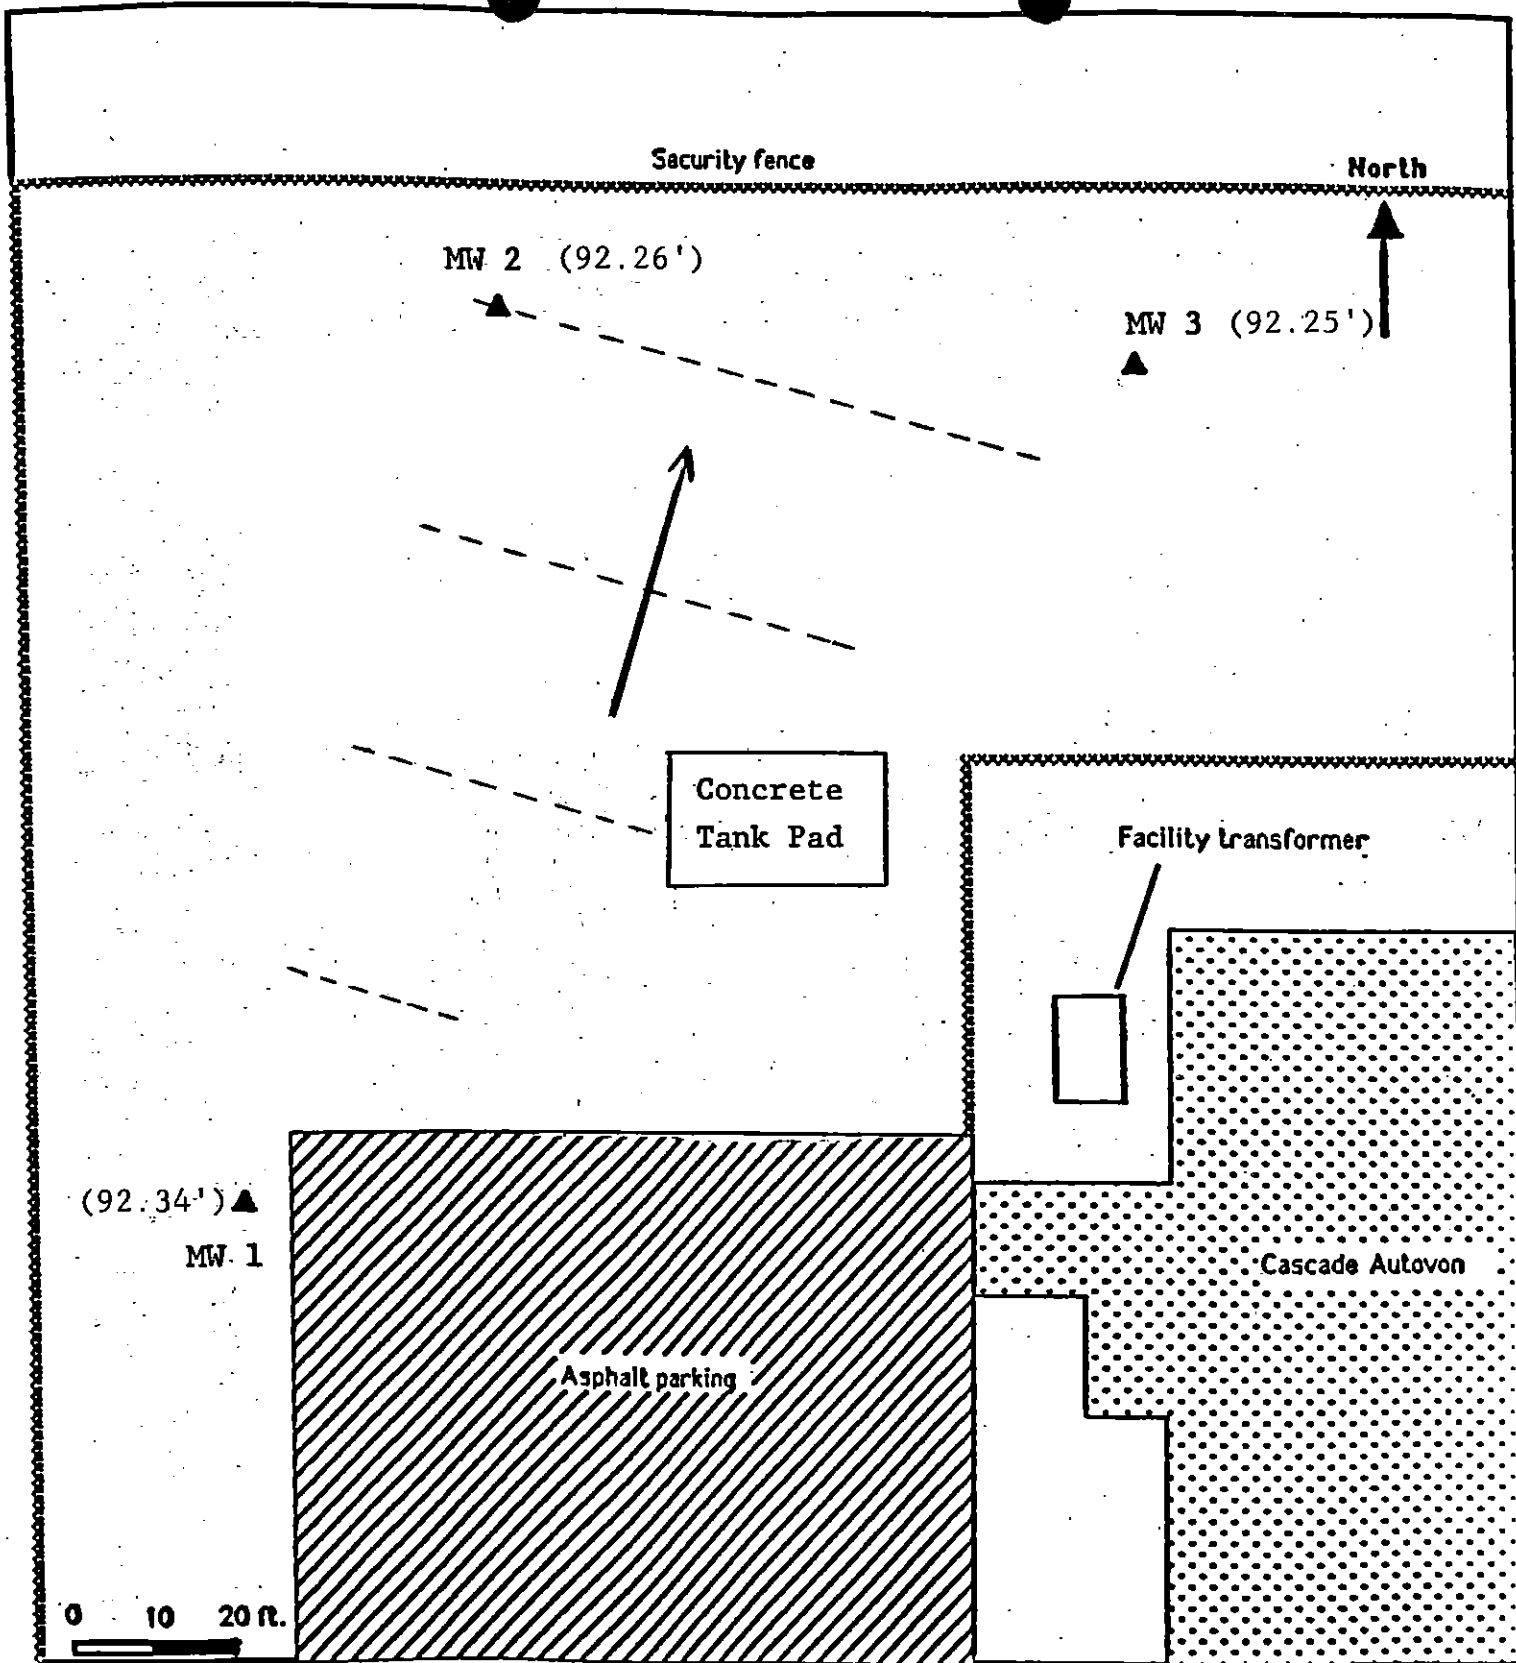 Security fence
North
MW 2 (92.26')
MW 3 (92.25')
Concrete
Tank Pad
Facility transformer
(92.34')
MW 1
Cascade Autovon
Asphalt parking
0 10 20 ft.